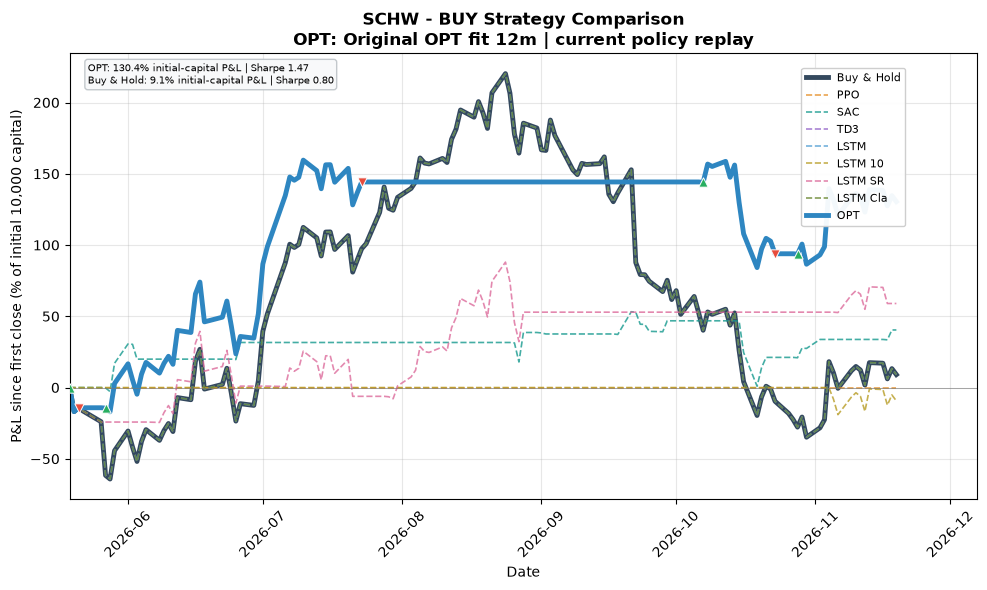 SCHW - BUY Strategy Comparison
OPT: Original OPT fit 12m | current policy replay
OPT: 130.4% initial-capital P&L | Sharpe 1.47
Buy & Hold: 9.1% initial-capital P&L | Sharpe 0.80
Buy & Hold
PPO
SAC
TD3
LSTM
LSTM 10
LSTM SR
LSTM Cla
OPT
P&L since first close (% of initial 10,000 capital)
200
150
100
50
0
−50
2026-06
2026-07
2026-08
2026-09
2026-10
2026-11
2026-12
Date